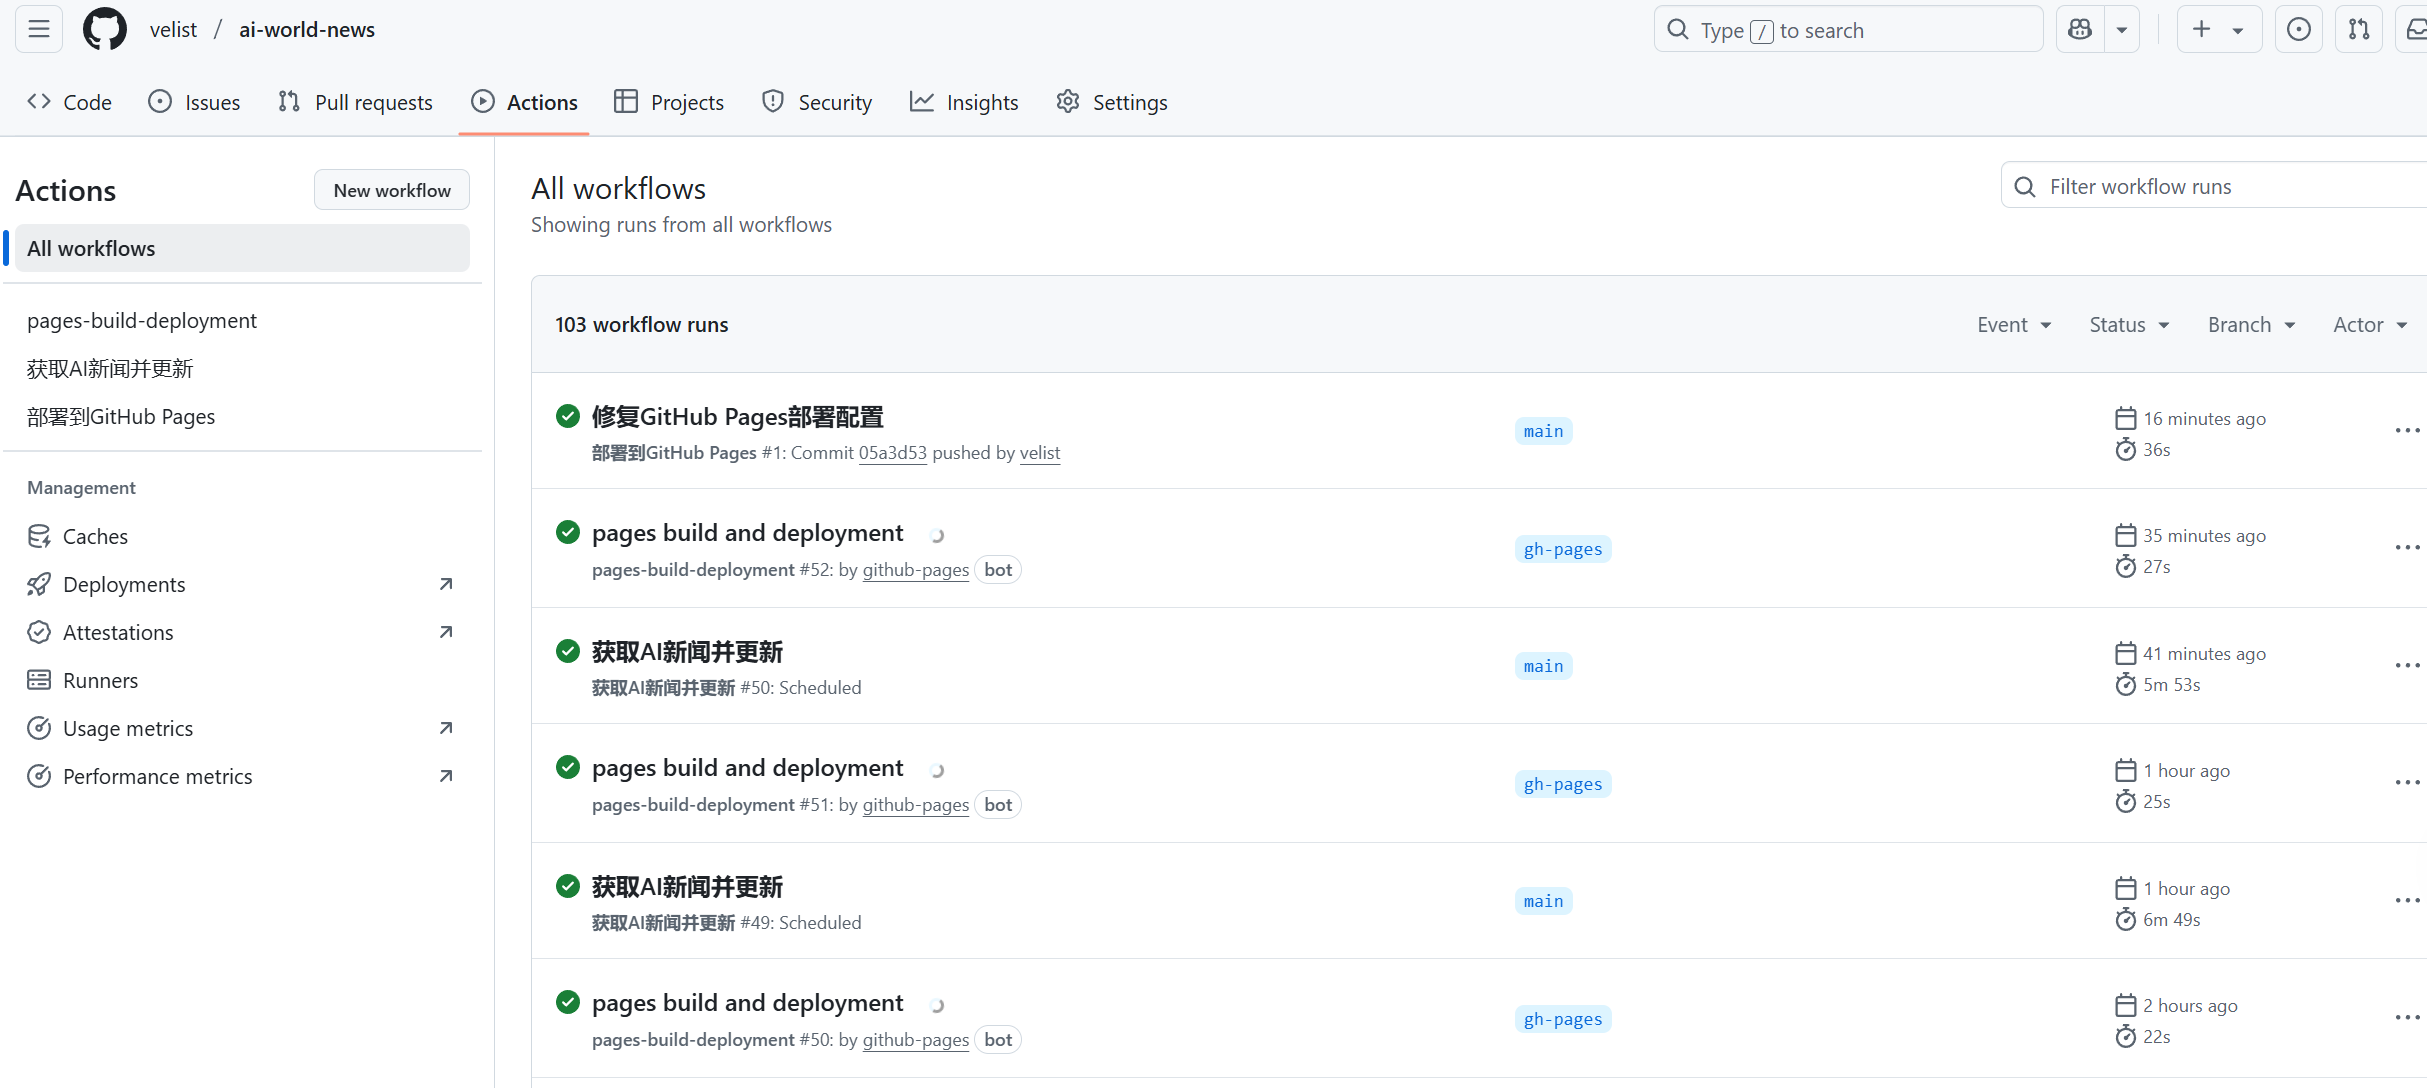 velist / ai-world-news
Type / to search
Code Issues Pull requests Actions Projects Security Insights Settings
Actions
New workflow
All workflows
pages-build-deployment
获取AI新闻并更新
部署到GitHub Pages
Management
Caches
Deployments
Attestations
Runners
Usage metrics
Performance metrics
All workflows
Showing runs from all workflows
Filter workflow runs
103 workflow runs
Event Status Branch Actor
修复GitHub Pages部署配置
部署到GitHub Pages #1: Commit 05a3d53 pushed by velist
main
16 minutes ago
36s
pages build and deployment
pages-build-deployment #52: by github-pages bot
gh-pages
35 minutes ago
27s
获取AI新闻并更新
获取AI新闻并更新 #50: Scheduled
main
41 minutes ago
5m 53s
pages build and deployment
pages-build-deployment #51: by github-pages bot
gh-pages
1 hour ago
25s
获取AI新闻并更新
获取AI新闻并更新 #49: Scheduled
main
1 hour ago
6m 49s
pages build and deployment
pages-build-deployment #50: by github-pages bot
gh-pages
2 hours ago
22s